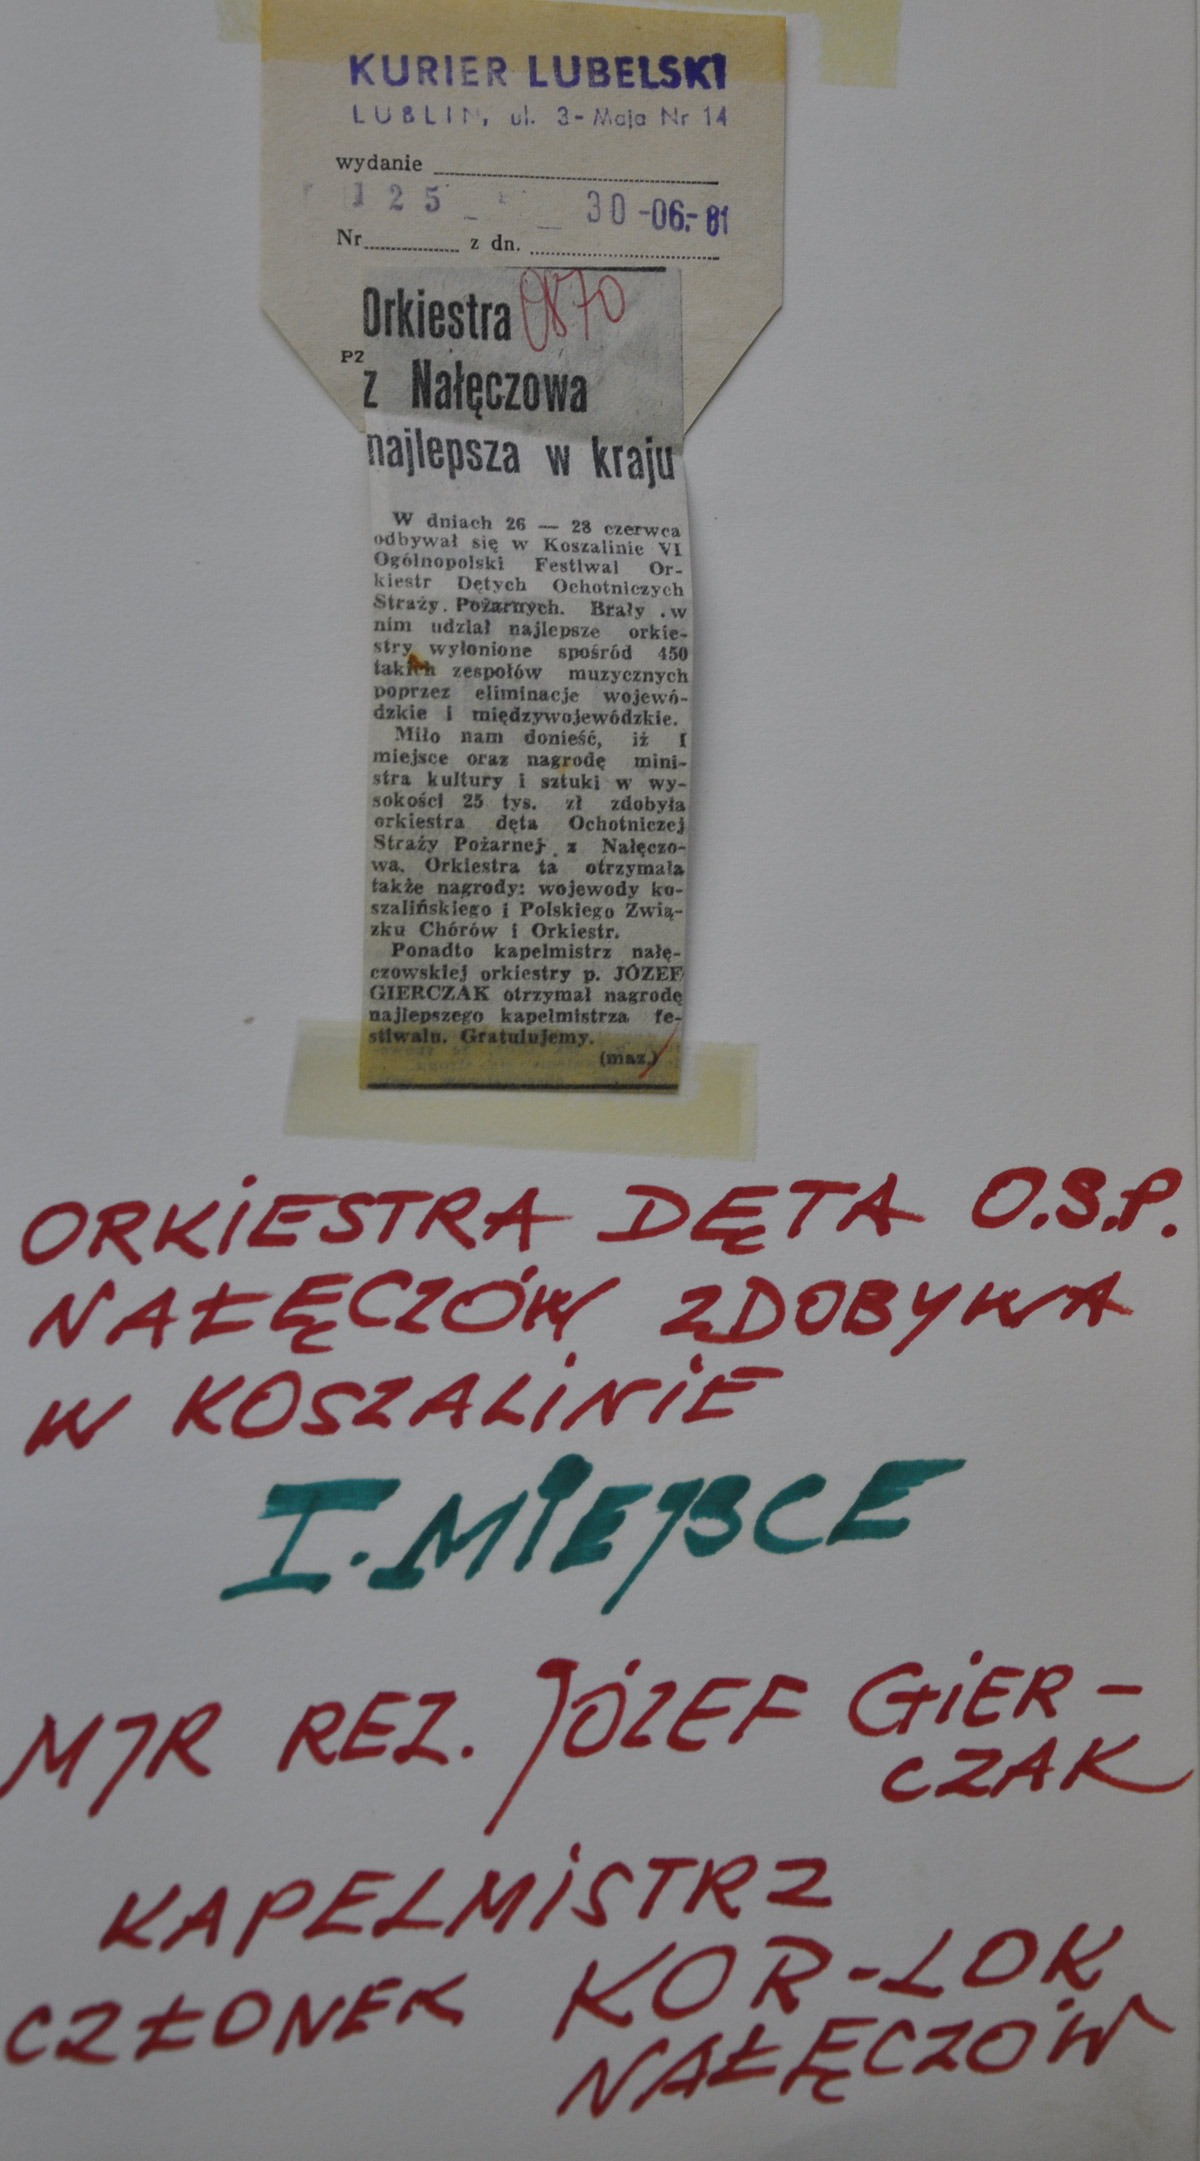 KURIER LUBELSKI
LUBLIN, ul. 3-Maja Nr 14
wydanie
125 30-06.-81
Nr z dn.
Orkiestra 0870
PZ
z Nałęczowa
najlepsza w kraju
W dniach 26 — 28 czerwca
odbywał się w Koszalinie VI
Ogólnopolski Festiwal Or-
kiestr Dętych Ochotniczych
Straży Pożarnych. Brały w
nim udział najlepsze orkie-
stry wyłonione spośród 450
takich zespołów muzycznych
poprzez eliminacje wojewó-
dzkie i międzywojewódzkie.
Miło nam donieść, iż I
miejsce oraz nagrodę mini-
stra kultury i sztuki w wy-
sokości 25 tys. zł zdobyła
orkiestra dęta Ochotniczej
Straży Pożarnej z Nałęczo-
wa. Orkiestra ta otrzymała
także nagrody: wojewody ko-
szalińskiego i Polskiego Zwią-
zku Chórów i Orkiestr.
Ponadto kapelmistrz nałę-
czowskiej orkiestry p. JÓZEF
GIERCZAK otrzymał nagrodę
najlepszego kapelmistrza fe-
stiwalu. Gratulujemy.
(maz)
ORKIESTRA DĘTA O.S.P.
NAŁĘCZÓW ZDOBYWA
W KOSZALINIE
I. MIEJSCE
MJR REZ. JÓZEF GIER-
CZAK
KAPELMISTRZ
CZŁONEK KOR-LOK
NAŁĘCZÓW